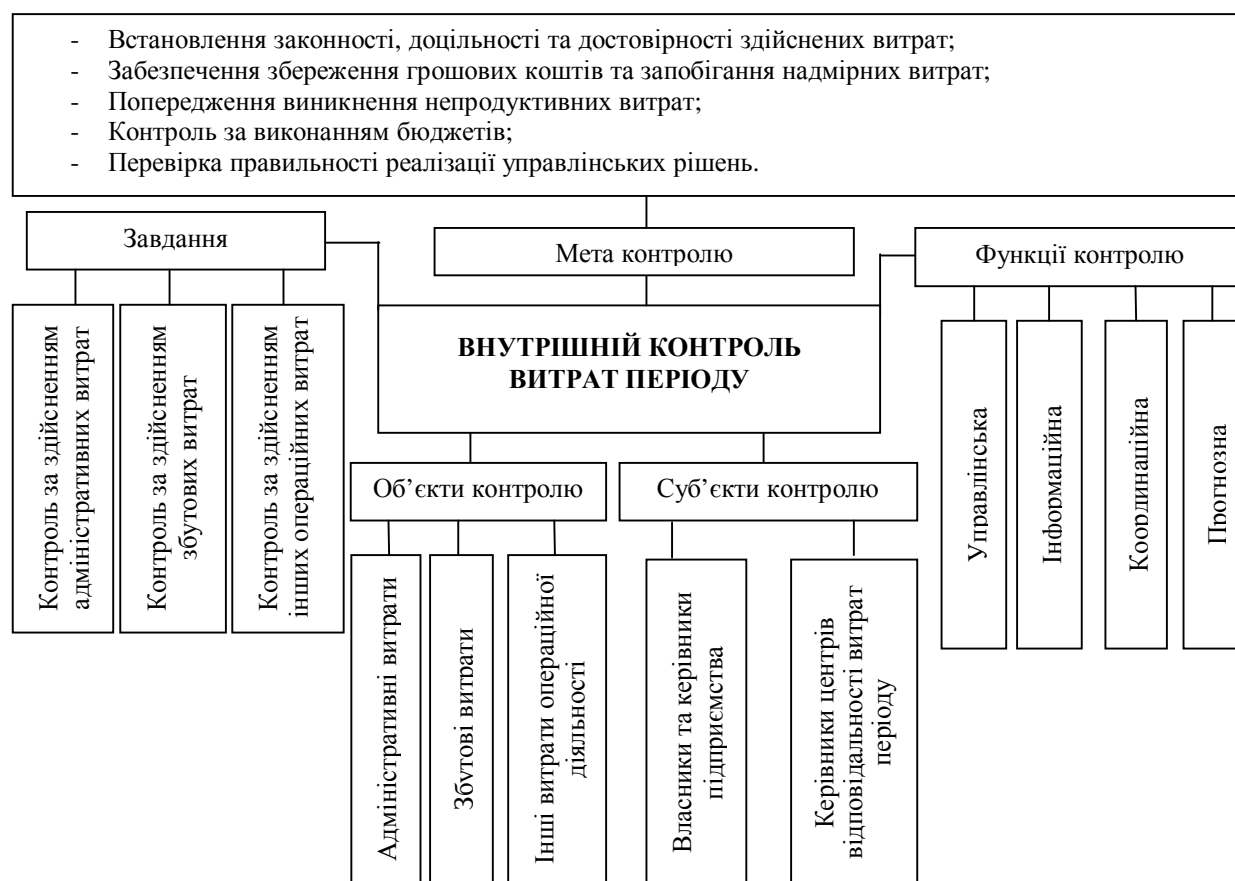 - Встановлення законності, доцільності та достовірності здійснених витрат;
- Забезпечення збереження грошових коштів та запобігання надмірних витрат;
- Попередження виникнення непродуктивних витрат;
- Контроль за виконанням бюджетів;
- Перевірка правильності реалізації управлінських рішень.
Завдання
Мета контролю
Функції контролю
Контроль за здійсненням
адміністративних витрат
Контроль за здійсненням
збутових витрат
Контроль за здійсненням
інших операційних витрат
ВНУТРІШНІЙ КОНТРОЛЬ
ВИТРАТ ПЕРІОДУ
Управлінська
Інформаційна
Координаційна
Прогнозна
Об’єкти контролю
Суб’єкти контролю
Адміністративні витрати
Збутові витрати
Інші витрати операційної
діяльності
Власники та керівники
підприємства
Керівники центрів
відповідальності витрат
періоду